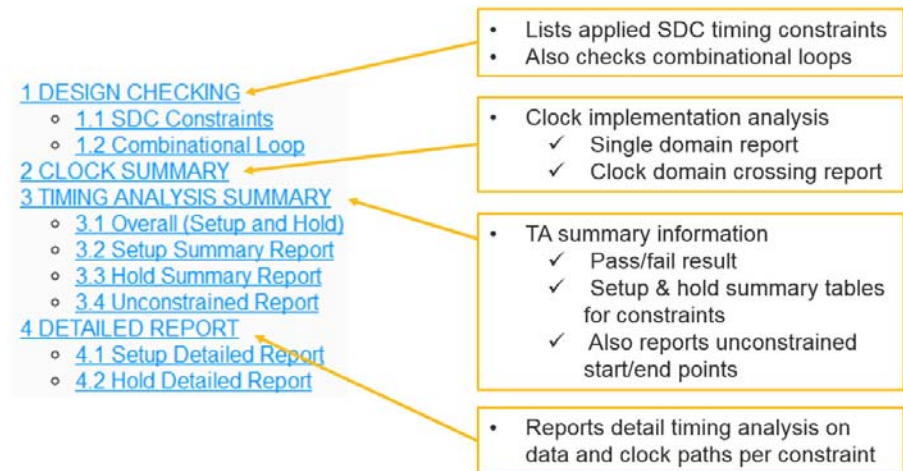 1 DESIGN CHECKING
1.1 SDC Constraints
1.2 Combinational Loop
2 CLOCK SUMMARY
3 TIMING ANALYSIS SUMMARY
3.1 Overall (Setup and Hold)
3.2 Setup Summary Report
3.3 Hold Summary Report
3.4 Unconstrained Report
4 DETAILED REPORT
4.1 Setup Detailed Report
4.2 Hold Detailed Report
• Lists applied SDC timing constraints
• Also checks combinational loops
• Clock implementation analysis
✓ Single domain report
✓ Clock domain crossing report
• TA summary information
✓ Pass/fail result
✓ Setup & hold summary tables
for constraints
✓ Also reports unconstrained
start/end points
• Reports detail timing analysis on
data and clock paths per constraint